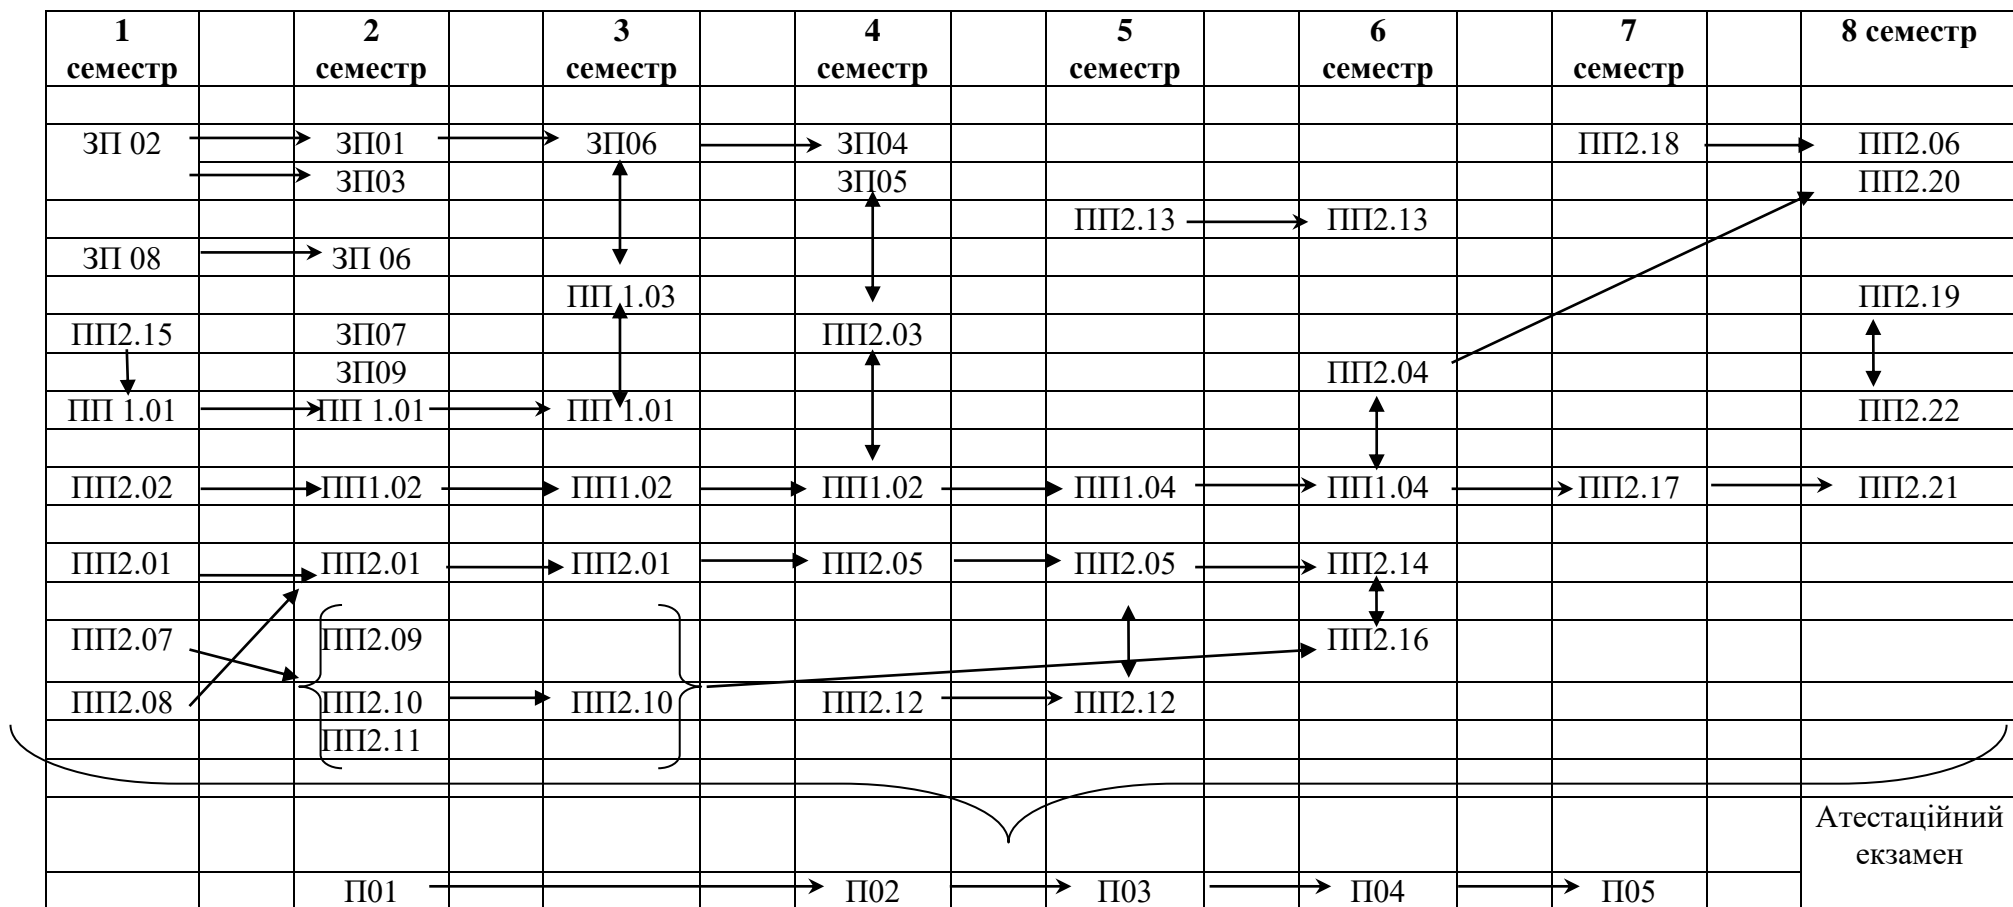 1 семестр 2 семестр 3 семестр 4 семестр 5 семестр 6 семестр 7 семестр 8 семестр
ЗП 02 ЗП01 ЗП06 ЗП04 ПП2.18 ПП2.06
ЗП03 ЗП05 ПП2.20
ПП2.13 ПП2.13
ЗП 08 ЗП 06
ПП 1.03 ПП2.19
ПП2.15 ЗП07 ПП2.03
ЗП09 ПП2.04
ПП 1.01 ПП 1.01 ПП 1.01 ПП2.22
ПП2.02 ПП1.02 ПП1.02 ПП1.02 ПП1.04 ПП1.04 ПП2.17 ПП2.21
ПП2.01 ПП2.01 ПП2.01 ПП2.05 ПП2.05 ПП2.14
ПП2.07 ПП2.09 ПП2.16
ПП2.08 ПП2.10 ПП2.10 ПП2.12 ПП2.12
ПП2.11
Атестаційний
екзамен
П01 П02 П03 П04 П05